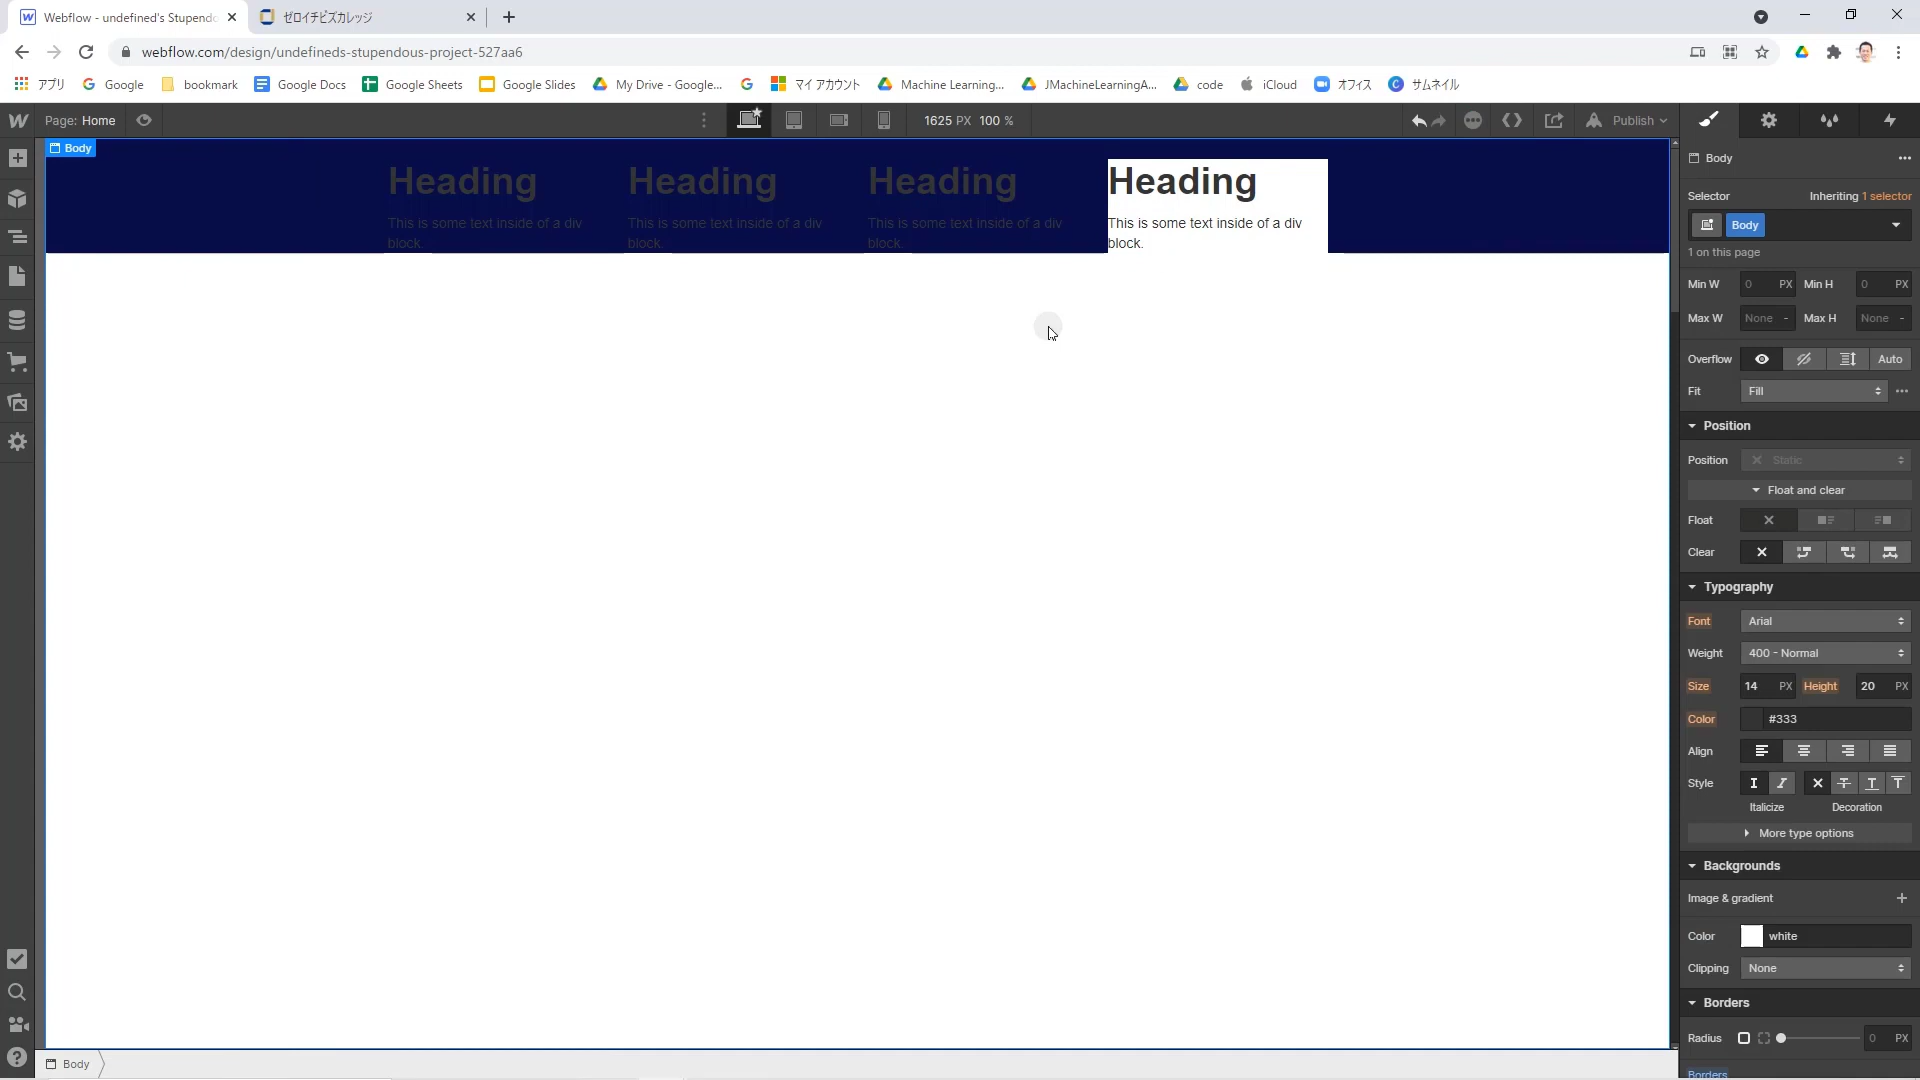 Webflow - undefined's Stupendo
ゼロイチビズカレッジ
webflow.com/design/undefineds-stupendous-project-527aa6
アプリ
Google
bookmark
Google Docs
Google Sheets
Google Slides
My Drive - Google...
マイ アカウント
Machine Learning...
JMachineLearningA...
code
iCloud
オフィス
サムネイル
Page: Home
1625 PX 100 %
Publish
Body
Heading
This is some text inside of a div
block.
Heading
This is some text inside of a div
block.
Heading
This is some text inside of a div
block.
Heading
This is some text inside of a div
block.
Body
Selector
Inheriting 1 selector
Body
1 on this page
Min W 0 PX Min H 0 PX
Max W None - Max H None -
Overflow Auto
Fit Fill
Position
Position Static
Float and clear
Float
Clear
Typography
Font Arial
Weight 400 - Normal
Size 14 PX Height 20 PX
Color #333
Align
Style
Italicize Decoration
More type options
Backgrounds
Image & gradient
Color white
Clipping None
Borders
Radius 0 PX
Borders
Body